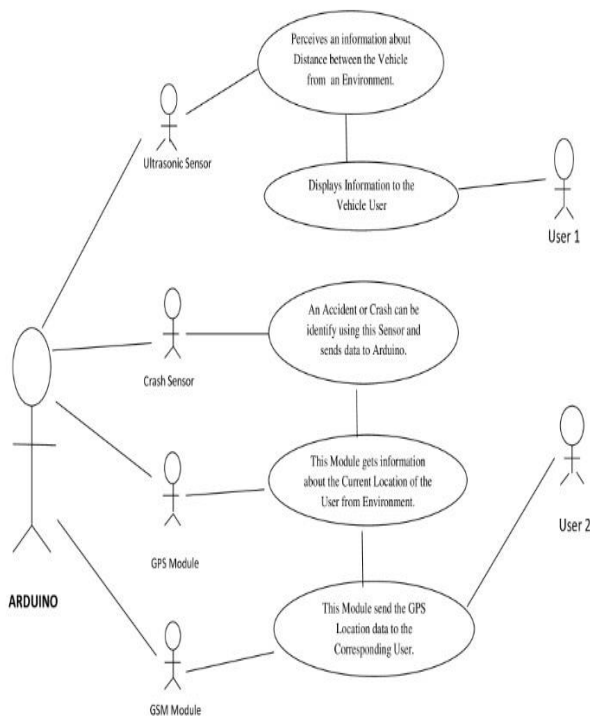 Perceives an information about
Distance between the Vehicle
from an Environment.
Ultrasonic Sensor
Displays Information to the
Vehicle User
User 1
An Accident or Crash can be
identify using this Sensor and
sends data to Arduino.
Crash Sensor
This Module gets information
about the Current Location of the
User from Environment.
GPS Module
User 2
ARDUINO
This Module send the GPS
Location data to the
Corresponding User.
GSM Module